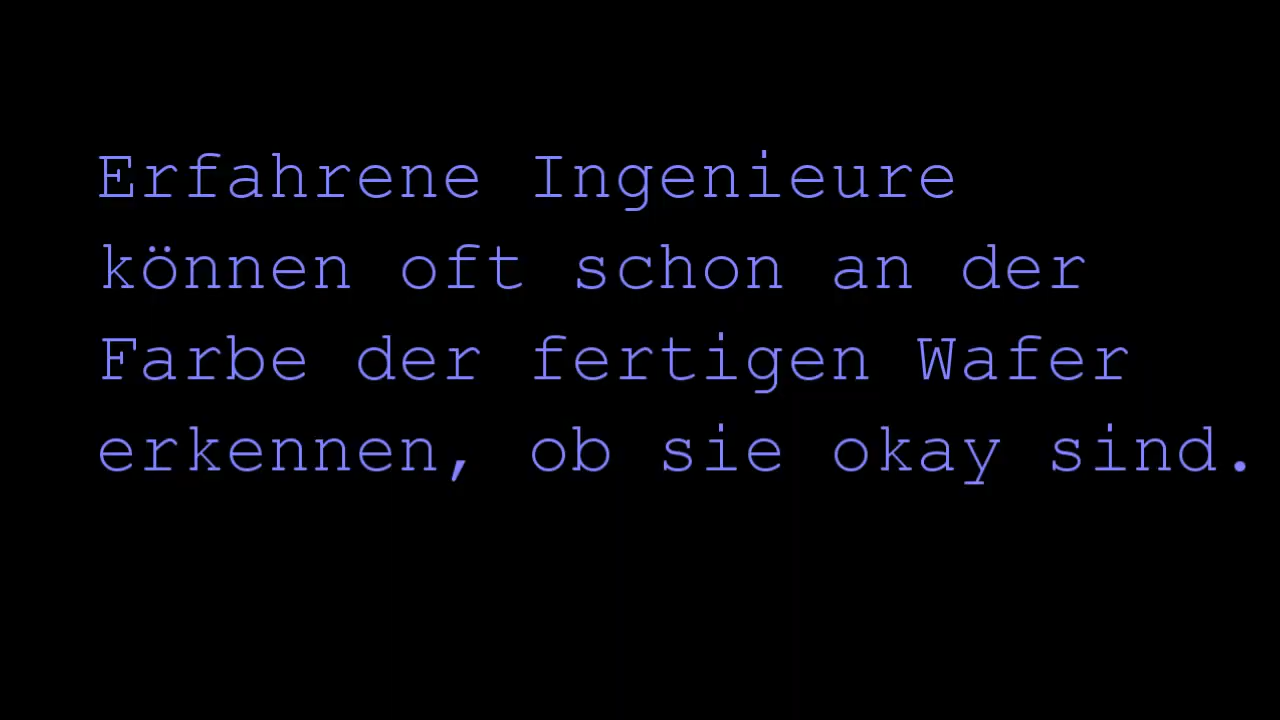 Erfahrene Ingenieure
können oft schon an der
Farbe der fertigen Wafer
erkennen, ob sie okay sind.